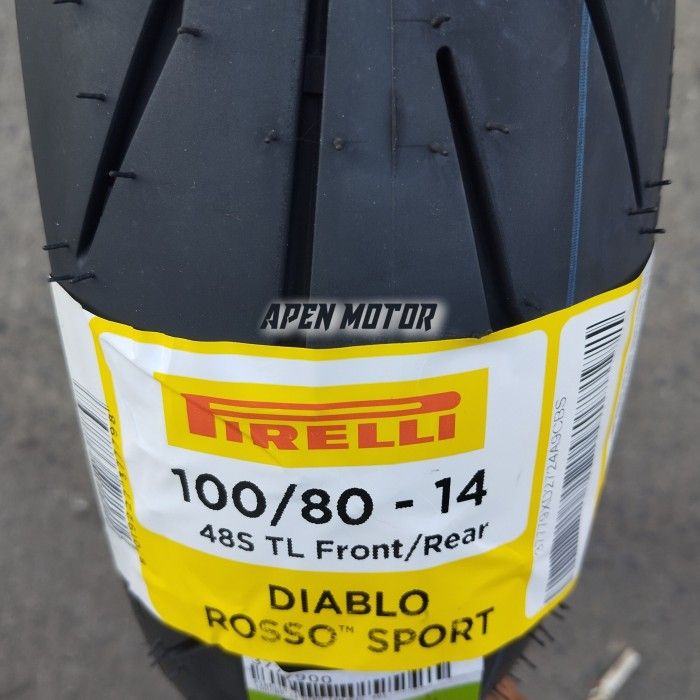 APEN MOTOR
PIRELLI
100/80 - 14
48S TL Front/Rear
DIABLO
ROSSO™ SPORT